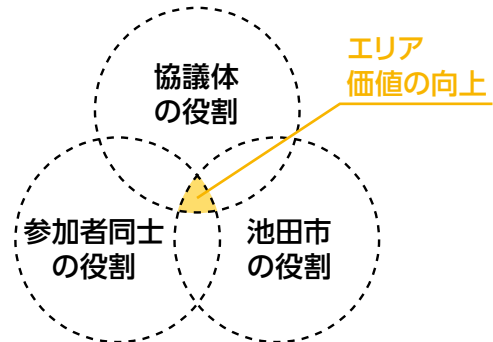 エリア
価値の向上
協議体
の役割
参加者同士
の役割
池田市
の役割